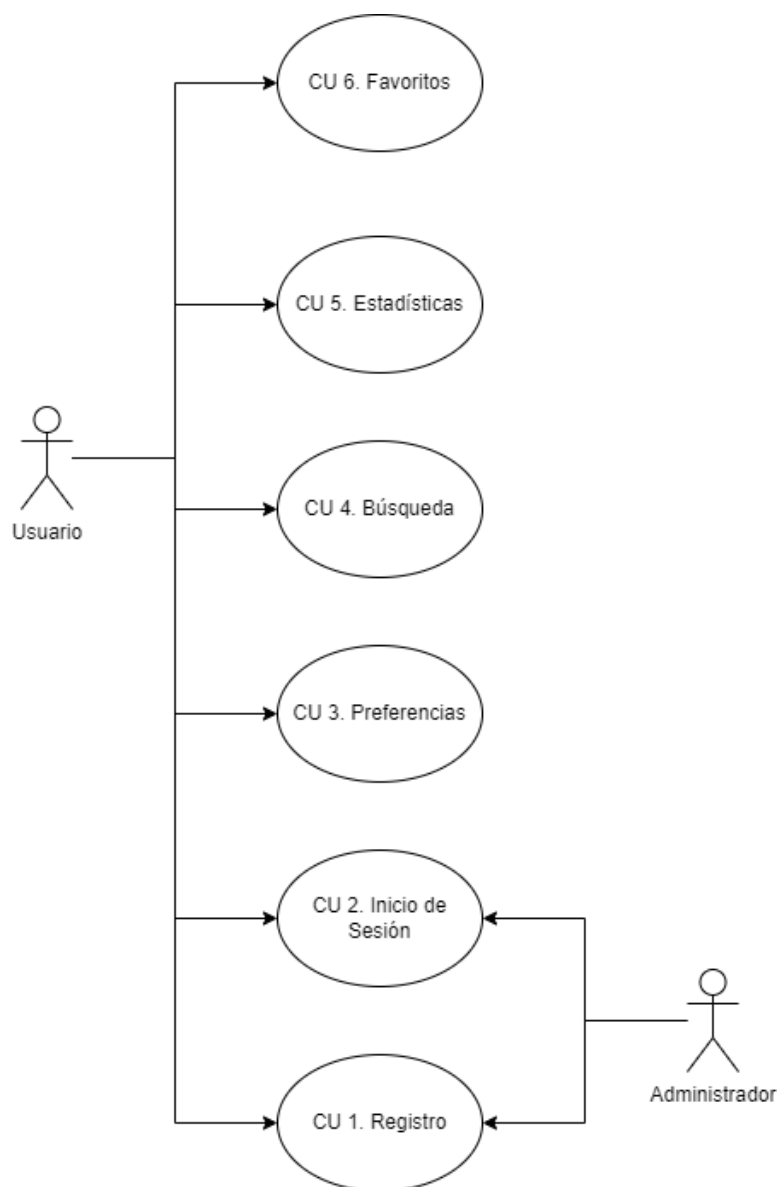 CU 6. Favoritos
CU 5. Estadísticas
CU 4. Búsqueda
Usuario
CU 3. Preferencias
CU 2. Inicio de
Sesión
Administrador
CU 1. Registro